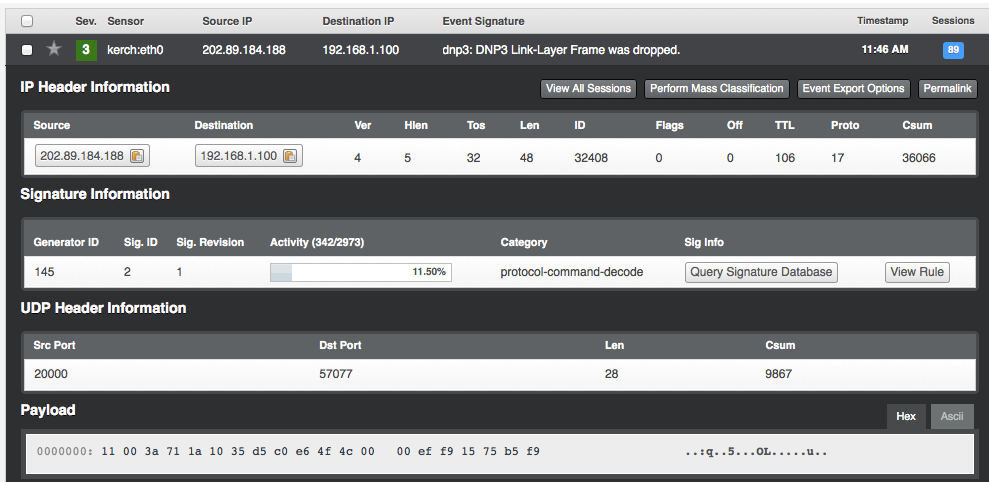 Sev. Sensor Source IP Destination IP Event Signature Timestamp Sessions
3 kerch:eth0 202.89.184.188 192.168.1.100 dnp3: DNP3 Link-Layer Frame was dropped. 11:46 AM 89
IP Header Information View All Sessions Perform Mass Classification Event Export Options Permalink
Source Destination Ver Hlen Tos Len ID Flags Off TTL Proto Csum
202.89.184.188 192.168.1.100 4 5 32 48 32408 0 0 106 17 36066
Signature Information
Generator ID Sig. ID Sig. Revision Activity (342/2973) Category Sig Info
145 2 1 11.50% protocol-command-decode Query Signature Database View Rule
UDP Header Information
Src Port Dst Port Len Csum
20000 57077 28 9867
Payload Hex Ascii
0000000: 11 00 3a 71 1a 10 35 d5 c0 e6 4f 4c 00 00 ef f9 15 75 b5 f9 ..:q..5...OL.....u..